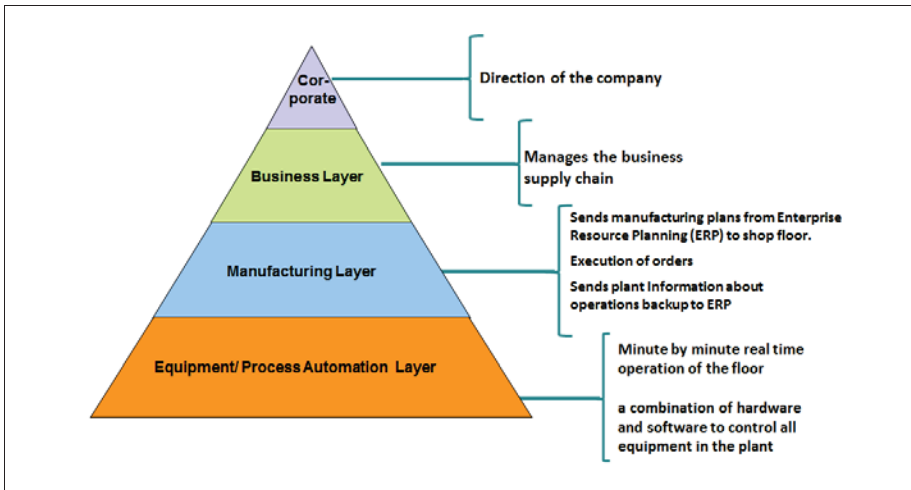 Cor-
porate
Direction of the company
Business Layer
Manages the business
supply chain
Manufacturing Layer
Sends manufacturing plans from Enterprise
Resource Planning (ERP) to shop floor.
Execution of orders
Sends plant Information about
operations backup to ERP
Equipment/ Process Automation Layer
Minute by minute real time
operation of the floor
a combination of hardware
and software to control all
equipment in the plant